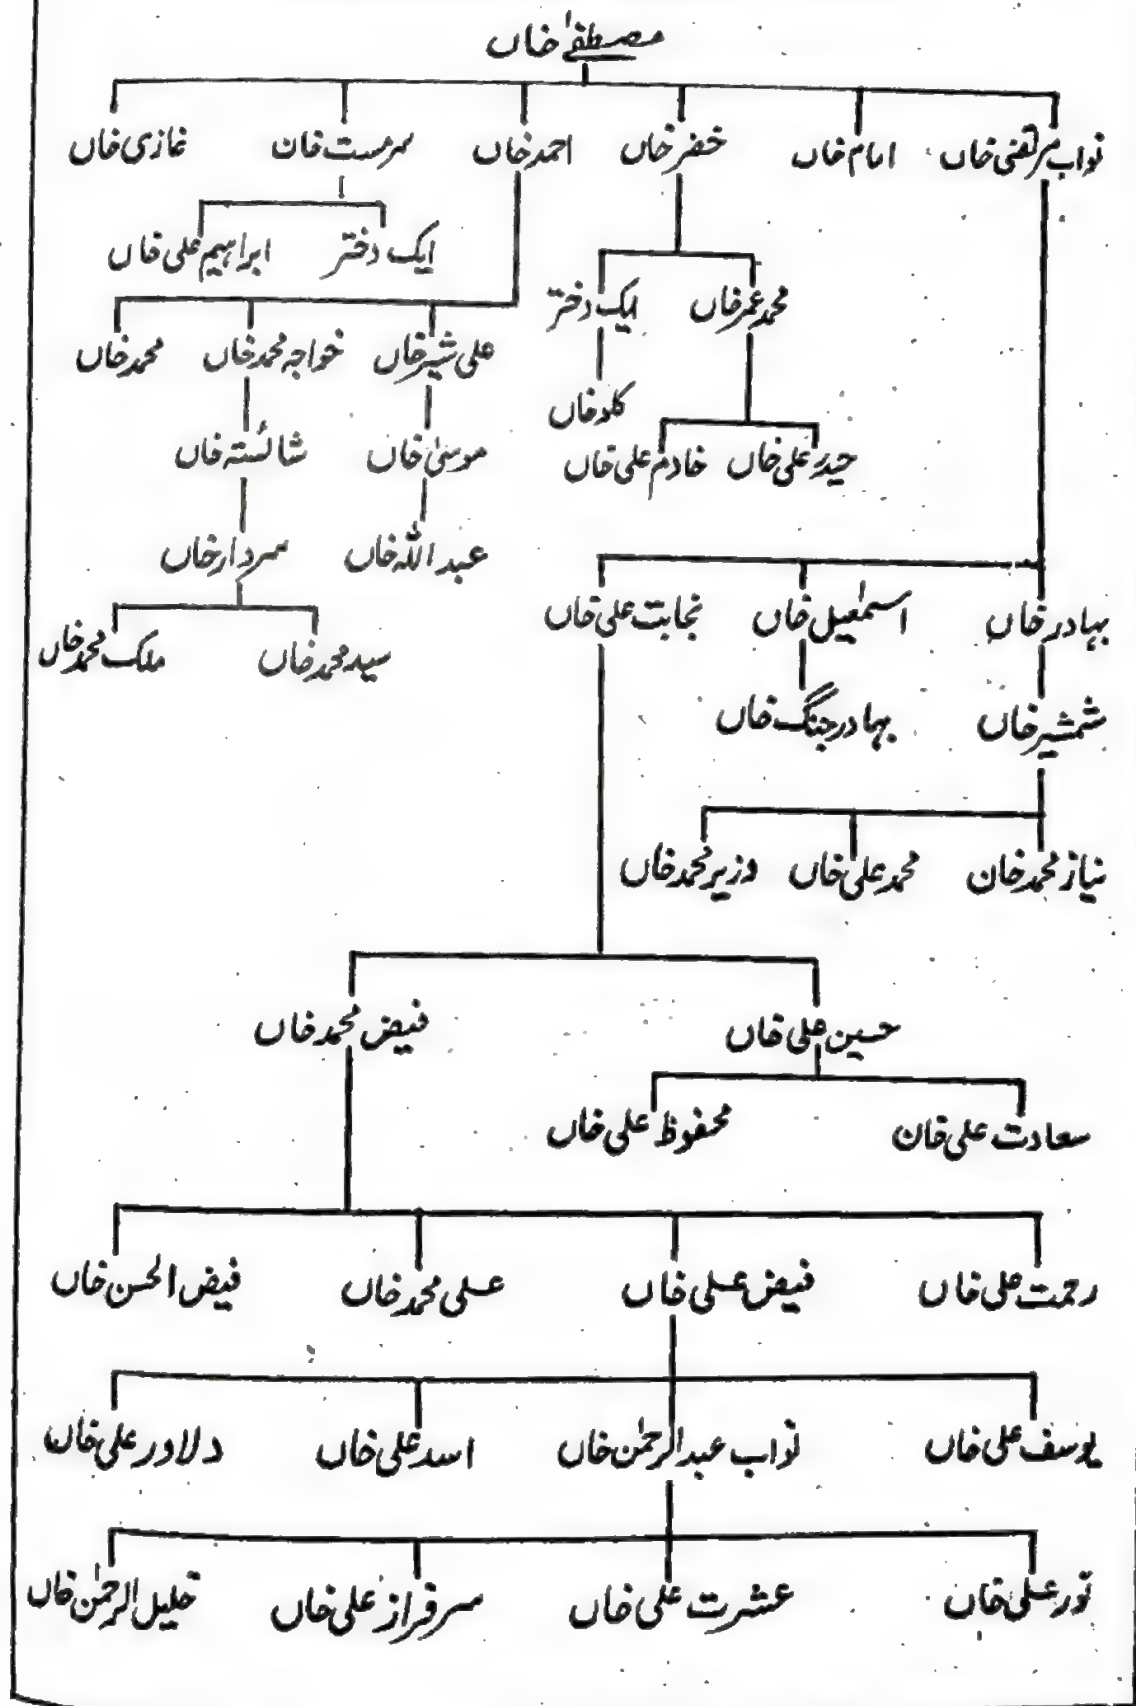 مصطفےٰ خاں
نواب مرتضیٰ خاں امام خاں خضر خاں احمد خاں سرمست خان غازی خاں
ایک دختر ابراہیم علی خاں
محمد عمر خاں ایک دختر
علی شیر خاں خواجہ محمد خاں محمد خاں
کلو خاں
حیدر علی خاں خادم علی خاں
موسیٰ خاں شائستہ خاں
عبد اللہ خاں سردار خاں
بہادر خاں اسمٰعیل خاں نجابت علی خاں
سید محمد خاں ملک محمد خاں
شمشیر خاں بہادر جنگ خاں
نیاز محمد خان محمد علی خاں وزیر محمد خاں
حسین علی خاں فیض محمد خاں
سعادت علی خان محفوظ علی خاں
رحمت علی خاں فیض علی خاں علی محمد خاں فیض الحسن خاں
یوسف علی خاں نواب عبد الرحمٰن خاں اسد علی خاں دلاور علی خاں
نور علی خاں عشرت علی خاں سرفراز علی خاں خلیل الرحمٰن خاں